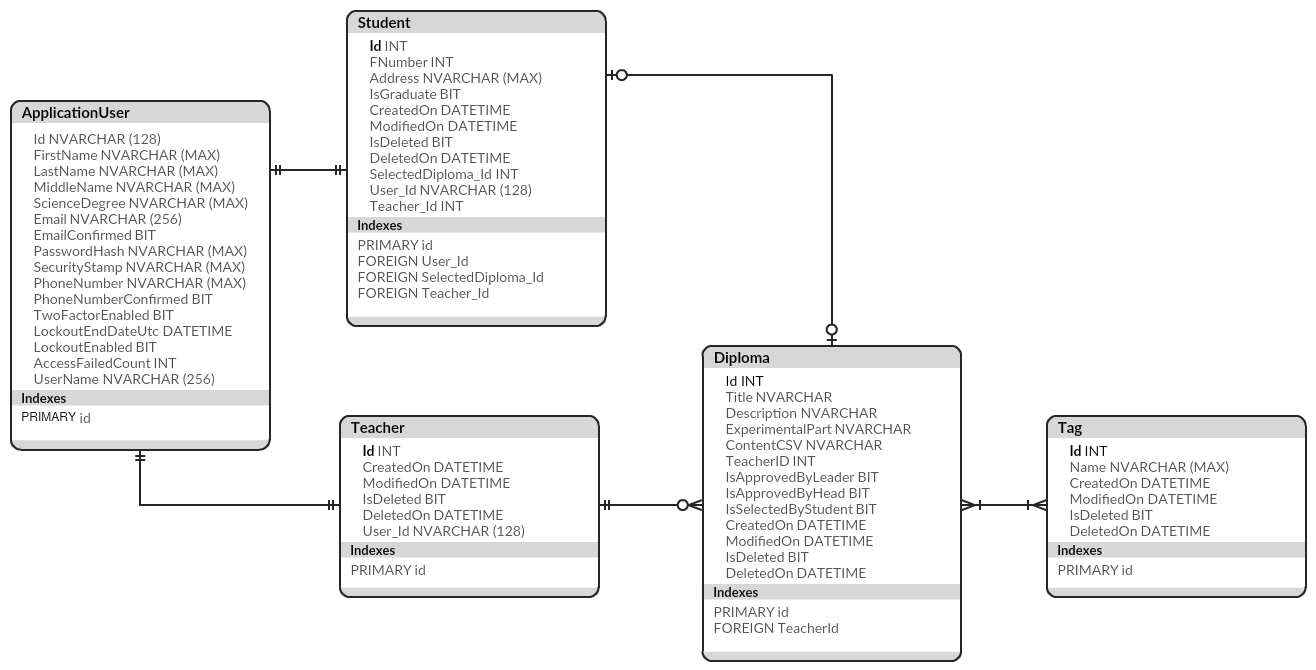 Student
Id INT
FNumber INT
Address NVARCHAR (MAX)
IsGraduate BIT
CreatedOn DATETIME
ModifiedOn DATETIME
IsDeleted BIT
DeletedOn DATETIME
SelectedDiploma_Id INT
User_Id NVARCHAR (128)
Teacher_Id INT
Indexes
PRIMARY id
FOREIGN User_Id
FOREIGN SelectedDiploma_Id
FOREIGN Teacher_Id
ApplicationUser
Id NVARCHAR (128)
FirstName NVARCHAR (MAX)
LastName NVARCHAR (MAX)
MiddleName NVARCHAR (MAX)
ScienceDegree NVARCHAR (MAX)
Email NVARCHAR (256)
EmailConfirmed BIT
PasswordHash NVARCHAR (MAX)
SecurityStamp NVARCHAR (MAX)
PhoneNumber NVARCHAR (MAX)
PhoneNumberConfirmed BIT
TwoFactorEnabled BIT
LockoutEndDateUtc DATETIME
LockoutEnabled BIT
AccessFailedCount INT
UserName NVARCHAR (256)
Indexes
PRIMARY id
Teacher
Id INT
CreatedOn DATETIME
ModifiedOn DATETIME
IsDeleted BIT
DeletedOn DATETIME
User_Id NVARCHAR (128)
Indexes
PRIMARY id
Diploma
Id INT
Title NVARCHAR
Description NVARCHAR
ExperimentalPart NVARCHAR
ContentCSV NVARCHAR
TeacherID INT
IsApprovedByLeader BIT
IsApprovedByHead BIT
IsSelectedByStudent BIT
CreatedOn DATETIME
ModifiedOn DATETIME
IsDeleted BIT
DeletedOn DATETIME
Indexes
PRIMARY id
FOREIGN TeacherId
Tag
Id INT
Name NVARCHAR (MAX)
CreatedOn DATETIME
ModifiedOn DATETIME
IsDeleted BIT
DeletedOn DATETIME
Indexes
PRIMARY id